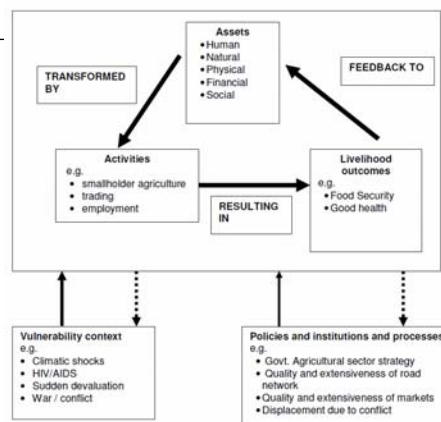 Assets
• Human
• Natural
• Physical
• Financial
• Social
TRANSFORMED
BY
FEEDBACK TO
Activities
e.g.
• smallholder agriculture
• trading
• employment
RESULTING
IN
Livelihood
outcomes
e.g.
• Food Security
• Good health
Vulnerability context
e.g.
• Climatic shocks
• HIV/AIDS
• Sudden devaluation
• War / conflict
Policies and institutions and processes
e.g.
• Govt. Agricultural sector strategy
• Quality and extensiveness of road
network
• Quality and extensiveness of markets
• Displacement due to conflict